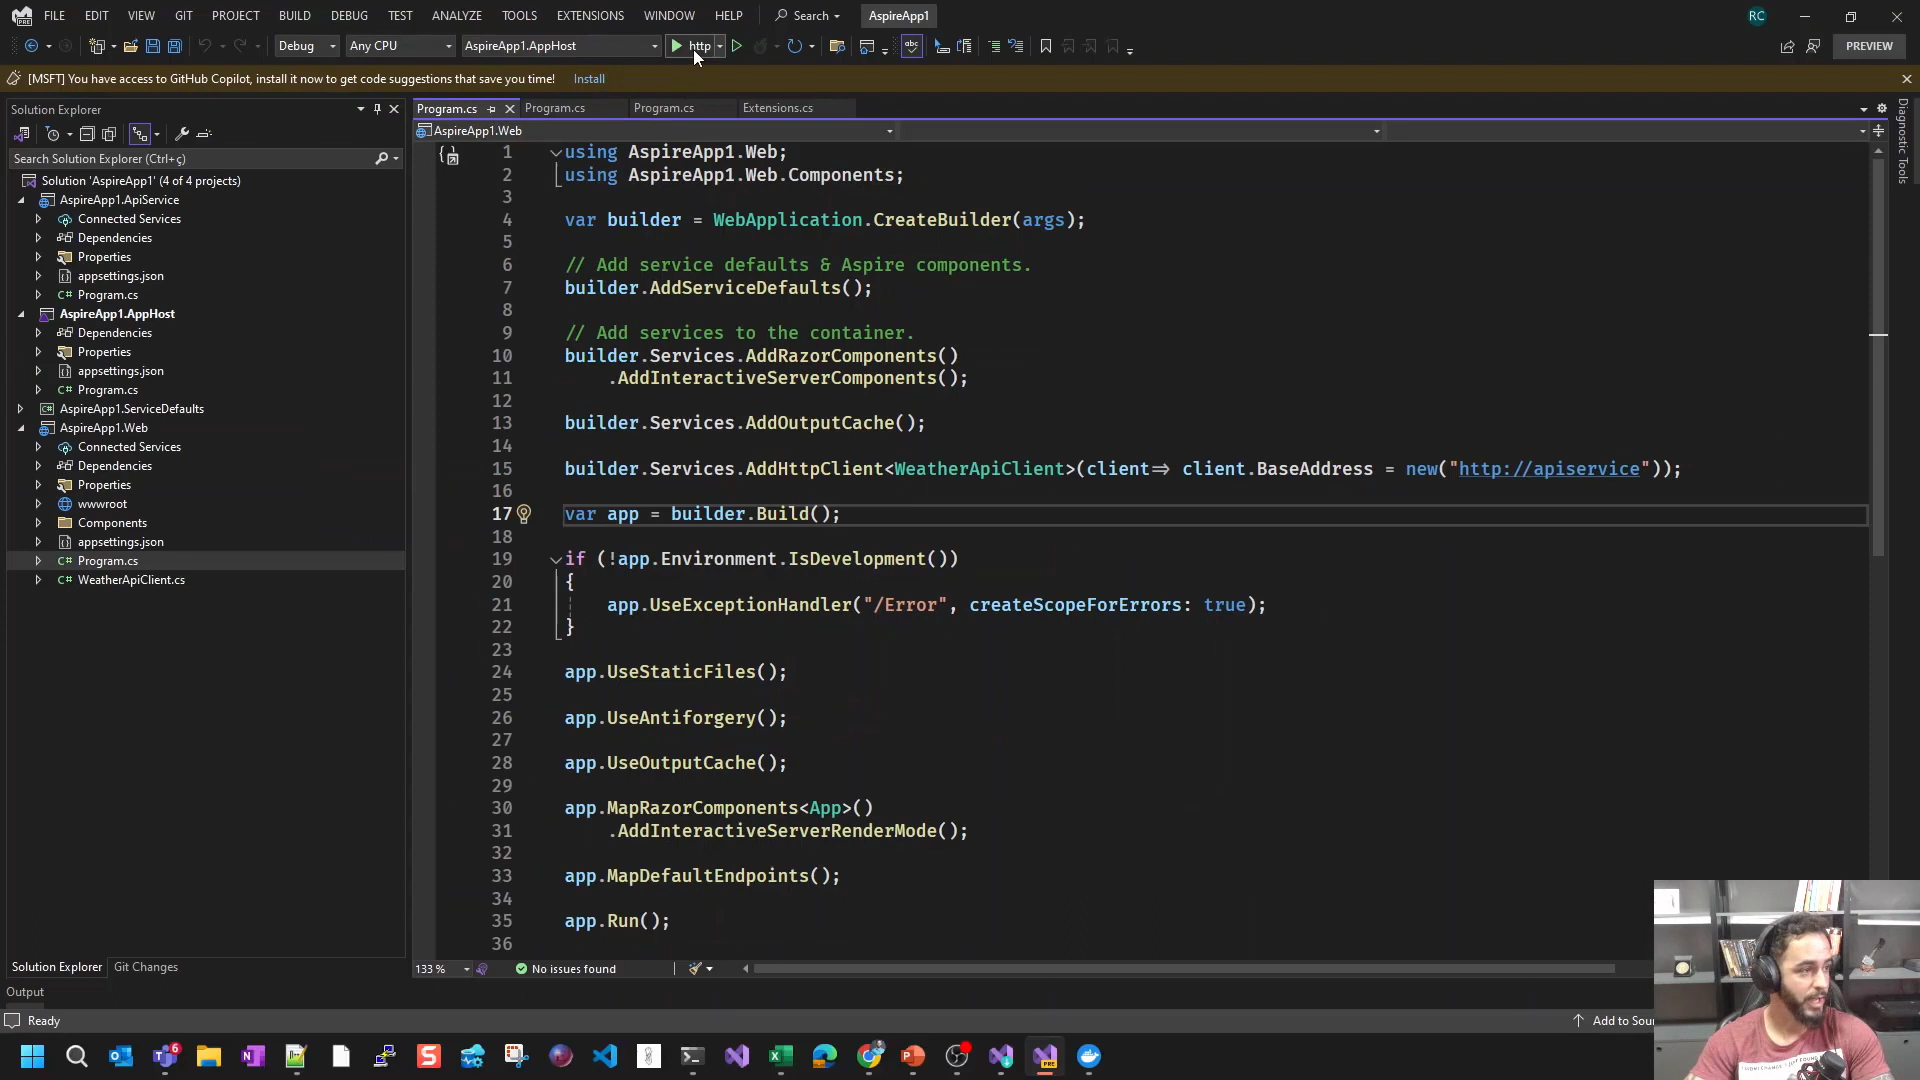 FILE EDIT VIEW GIT PROJECT BUILD DEBUG TEST ANALYZE TOOLS EXTENSIONS WINDOW HELP Search AspireApp1 RC
Debug Any CPU AspireApp1.AppHost http PREVIEW
[MSFT] You have access to GitHub Copilot, install it now to get code suggestions that save you time! Install
Solution Explorer
Search Solution Explorer (Ctrl+ç)
Solution 'AspireApp1' (4 of 4 projects)
AspireApp1.ApiService
Connected Services
Dependencies
Properties
appsettings.json
C# Program.cs
AspireApp1.AppHost
Dependencies
Properties
appsettings.json
C# Program.cs
AspireApp1.ServiceDefaults
AspireApp1.Web
Connected Services
Dependencies
Properties
wwwroot
Components
appsettings.json
C# Program.cs
C# WeatherApiClient.cs
Solution Explorer Git Changes
Program.cs Program.cs Program.cs Extensions.cs
AspireApp1.Web
1 using AspireApp1.Web;
2 using AspireApp1.Web.Components;
3
4 var builder = WebApplication.CreateBuilder(args);
5
6 // Add service defaults & Aspire components.
7 builder.AddServiceDefaults();
8
9 // Add services to the container.
10 builder.Services.AddRazorComponents()
11 .AddInteractiveServerComponents();
12
13 builder.Services.AddOutputCache();
14
15 builder.Services.AddHttpClient<WeatherApiClient>(client=> client.BaseAddress = new("http://apiservice"));
16
17 var app = builder.Build();
18
19 if (!app.Environment.IsDevelopment())
20 {
21 app.UseExceptionHandler("/Error", createScopeForErrors: true);
22 }
23
24 app.UseStaticFiles();
25
26 app.UseAntiforgery();
27
28 app.UseOutputCache();
29
30 app.MapRazorComponents<App>()
31 .AddInteractiveServerRenderMode();
32
33 app.MapDefaultEndpoints();
34
35 app.Run();
36
133 % No issues found
Diagnostic Tools
Output
Ready Add to Sou